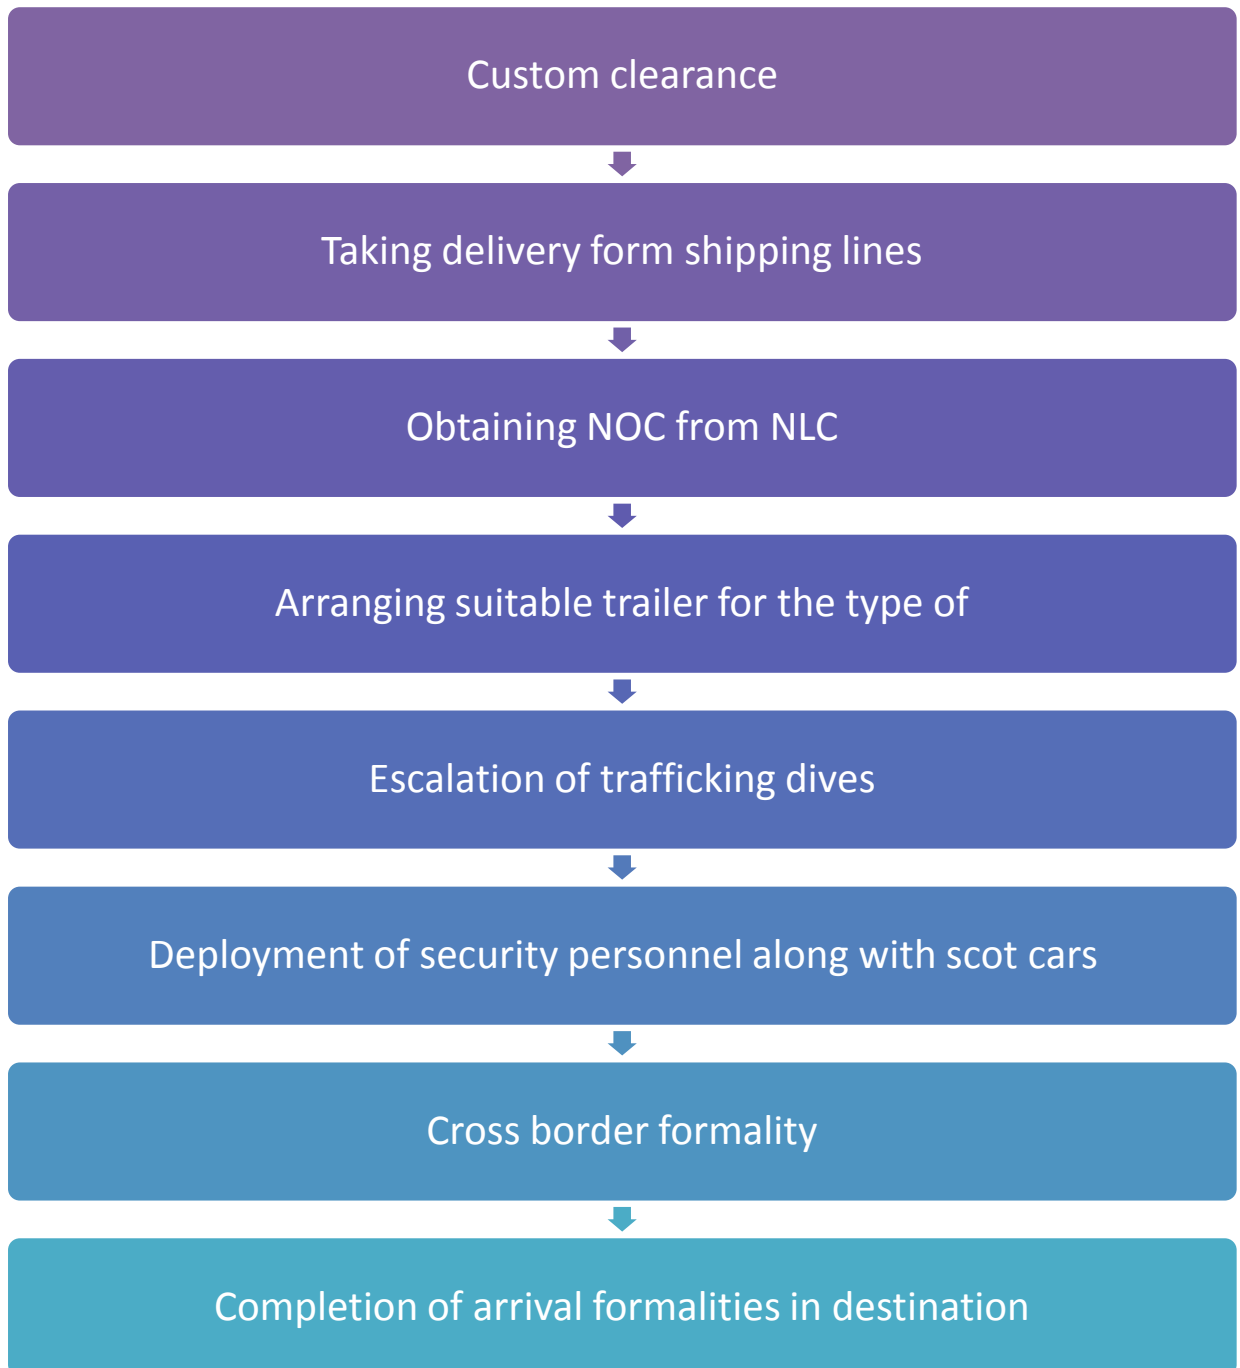 Custom clearance
Taking delivery form shipping lines
Obtaining NOC from NLC
Arranging suitable trailer for the type of
Escalation of trafficking dives
Deployment of security personnel along with scot cars
Cross border formality
Completion of arrival formalities in destination